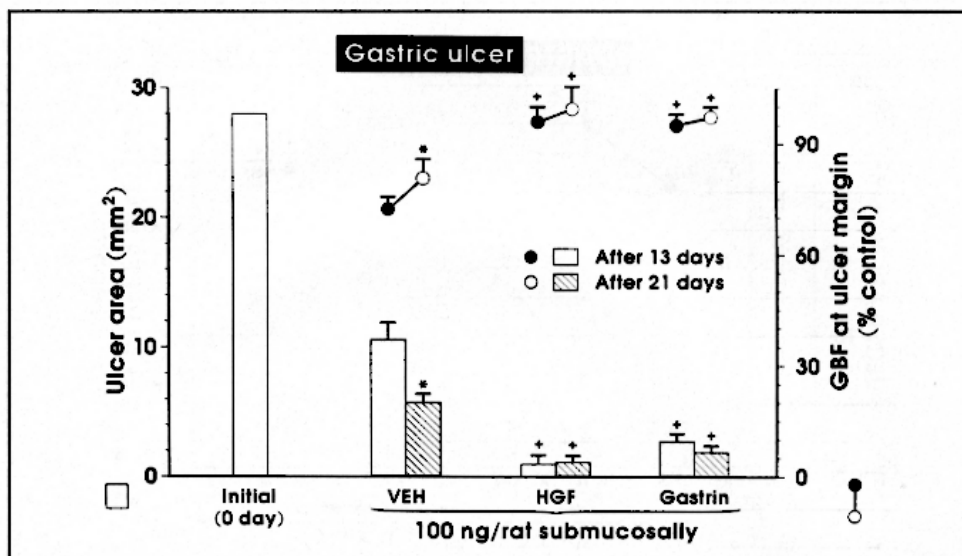 Gastric ulcer
30
20
10
0
Ulcer area (mm²)
90
60
30
0
GBF at ulcer margin
(% control)
+ +
+ +
*
After 13 days
After 21 days
*
+ +
+ +
Initial
(0 day)
VEH
HGF
Gastrin
100 ng/rat submucosally